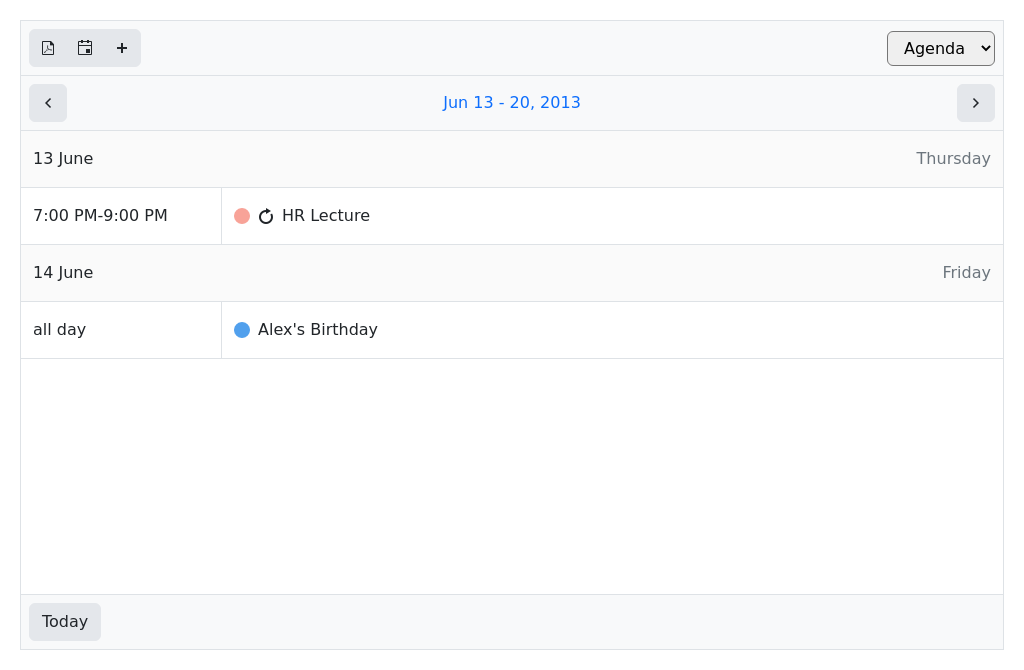 Agenda
Jun 13 - 20, 2013
13 June Thursday
7:00 PM-9:00 PM HR Lecture
14 June Friday
all day Alex's Birthday
Today